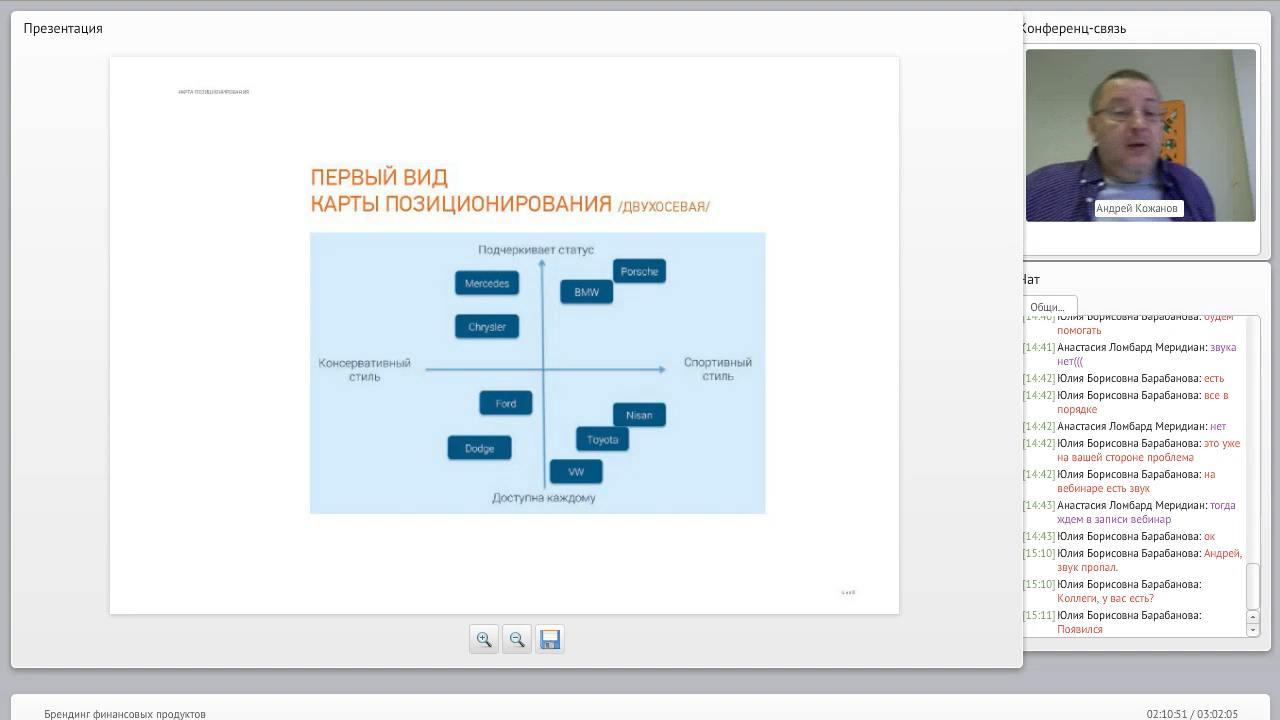 Презентация
КАРТА ПОЗИЦИОНИРОВАНИЯ
ПЕРВЫЙ ВИД
КАРТЫ ПОЗИЦИОНИРОВАНИЯ /ДВУХОСЕВАЯ/
Подчеркивает статус
Porsche
Mercedes
BMW
Chrysler
Консервативный
стиль
Спортивный
стиль
Ford
Nisan
Toyota
Dodge
VW
Доступна каждому
Конференц-связь
Андрей Кожанов
Чат
Общи...
[14:40] Юлия Борисовна Барабанова: будем
помогать
[14:41] Анастасия Ломбард Меридиан: звука
нет(((
[14:42] Юлия Борисовна Барабанова: есть
[14:42] Юлия Борисовна Барабанова: все в
порядке
[14:42] Анастасия Ломбард Меридиан: нет
[14:42] Юлия Борисовна Барабанова: это уже
на вашей стороне проблема
[14:42] Юлия Борисовна Барабанова: на
вебинаре есть звук
[14:43] Анастасия Ломбард Меридиан: тогда
ждем в записи вебинар
[14:43] Юлия Борисовна Барабанова: ок
[15:10] Юлия Борисовна Барабанова: Андрей,
звук пропал.
[15:10] Юлия Борисовна Барабанова:
Коллеги, у вас есть?
[15:11] Юлия Борисовна Барабанова:
Появился
Брендинг финансовых продуктов
02:10:51 / 03:02:05